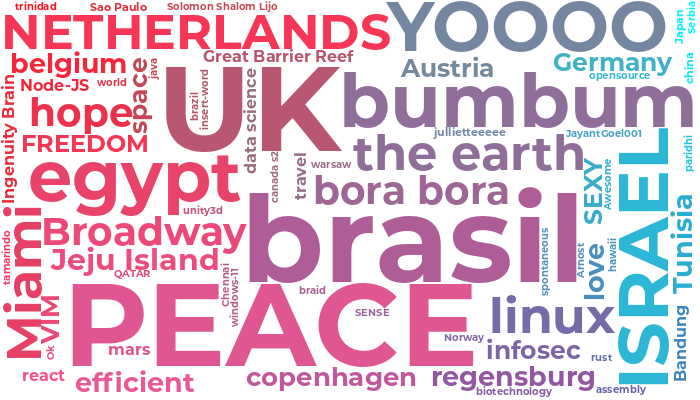 trinidad
Sao Paulo
Solomon Shalom Lijo
NETHERLANDS
YOOOO
Japan
Serbia
belgium
Great Barrier Reef
Austria
Germany
opensource
china
Node-JS
world
space
java
UK
brazil
insert-word
data science
bumbum
hope
FREEDOM
Ingenuity Brain
jullietteeeee
JayantGoel001
the earth
canada s2
travel
warsaw
paridhi
egypt
bora bora
SEXY
Awesome
ISRAEL
unity3d
brasil
Broadway
Jeju Island
Miami
tamarindo
QATAR
Chennai
windows-11
spontaneous
Arnost
love
hawaii
Tunisia
braid
PEACE
SENSE
linux
VIM
ok
mars
Norway
infosec
rust
Bandung
react
efficient
copenhagen
regensburg
biotechnology
assembly